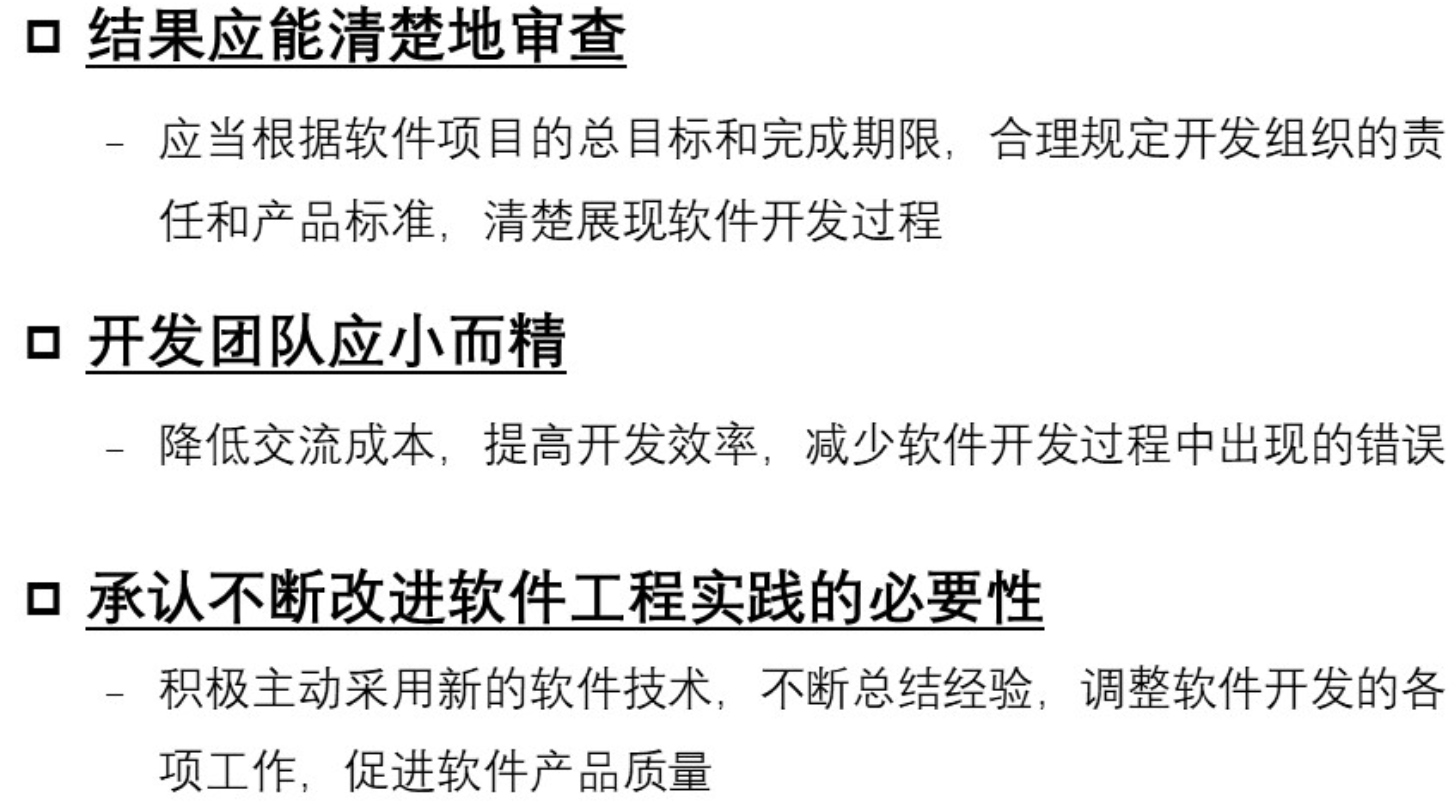 结果应能清楚地审查
– 应当根据软件项目的总目标和完成期限，合理规定开发组织的责
任和产品标准，清楚展现软件开发过程
开发团队应小而精
– 降低交流成本，提高开发效率，减少软件开发过程中出现的错误
承认不断改进软件工程实践的必要性
– 积极主动采用新的软件技术，不断总结经验，调整软件开发的各
项工作，促进软件产品质量